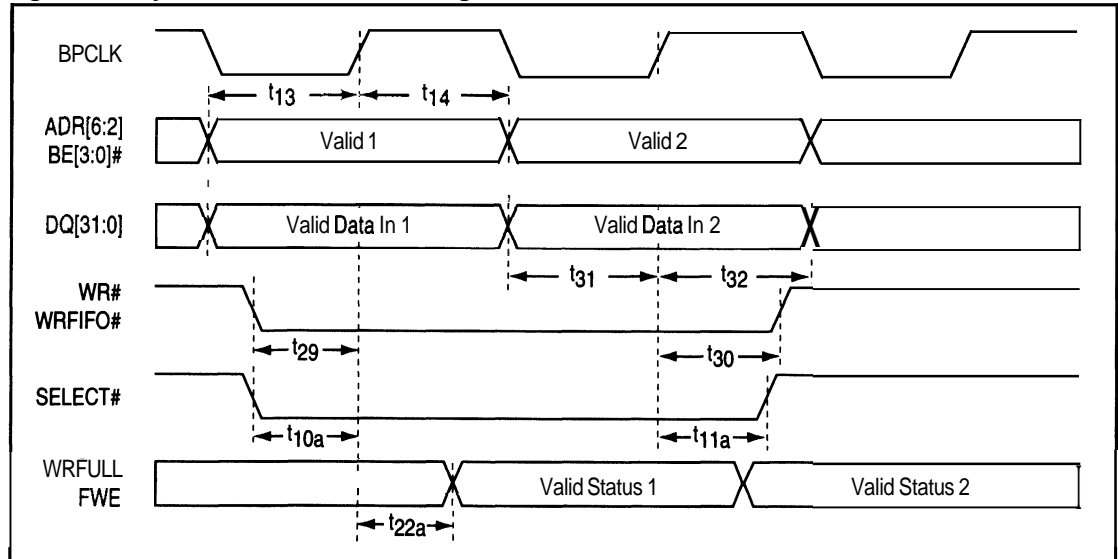 BPCLK
t13 t14
ADR[6:2]
BE[3:0]#
Valid 1 Valid 2
DQ[31:0] Valid Data In 1 Valid Data In 2
t31 t32
WR#
WRFIFO#
t29 t30
SELECT#
t10a t11a
WRFULL
FWE
Valid Status 1 Valid Status 2
t22a